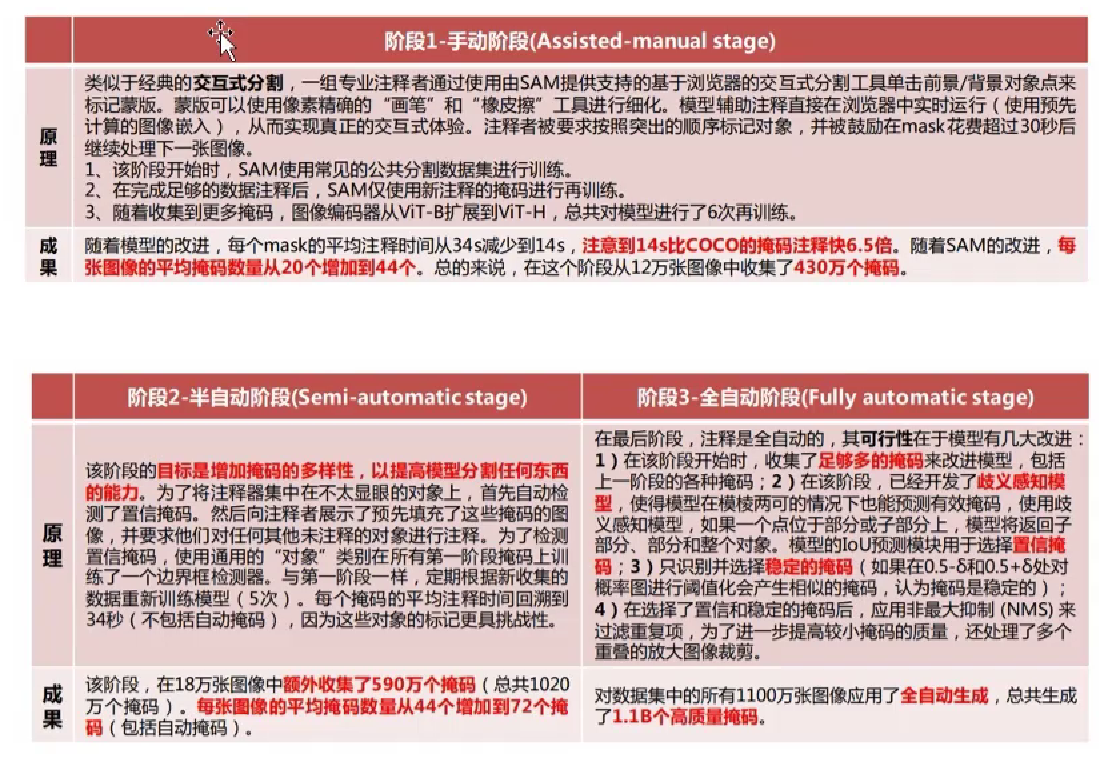 阶段1-手动阶段(Assisted-manual stage)
原理
类似于经典的交互式分割，一组专业注释者通过使用由SAM提供支持的基于浏览器的交互式分割工具单击前景/背景对象点来
标记蒙版。蒙版可以使用像素精确的“画笔”和“橡皮擦”工具进行细化。模型辅助注释直接在浏览器中实时运行（使用预先
计算的图像嵌入），从而实现真正的交互式体验。注释者被要求按照突出的顺序标记对象，并被鼓励在mask花费超过30秒后
继续处理下一张图像。
1、该阶段开始时，SAM使用常见的公共分割数据集进行训练。
2、在完成足够的数据注释后，SAM仅使用新注释的掩码进行再训练。
3、随着收集到更多掩码，图像编码器从ViT-B扩展到ViT-H，总共对模型进行了6次再训练。
成果
随着模型的改进，每个mask的平均注释时间从34s减少到14s，注意到14s比COCO的掩码注释快6.5倍。随着SAM的改进，每
张图像的平均掩码数量从20个增加到44个。总的来说，在这个阶段从12万张图像中收集了430万个掩码。
阶段2-半自动阶段(Semi-automatic stage)
阶段3-全自动阶段(Fully automatic stage)
原理
该阶段的目标是增加掩码的多样性，以提高模型分割任何东西
的能力。为了将注释器集中在不太显眼的对象上，首先自动检
测了置信掩码。然后向注释者展示了预先填充了这些掩码的图
像，并要求他们对任何其他未注释的对象进行注释。为了检测
置信掩码，使用通用的“对象”类别在所有第一阶段掩码上训
练了一个边界框检测器。与第一阶段一样，定期根据新收集的
数据重新训练模型（5次）。每个掩码的平均注释时间回溯到
34秒（不包括自动掩码），因为这些对象的标记更具挑战性。
在最后阶段，注释是全自动的，其可行性在于模型有几大改进：
1）在该阶段开始时，收集了足够多的掩码来改进模型，包括
上一阶段的各种掩码；2）在该阶段，已经开发了歧义感知模
型，使得模型在模棱两可的情况下也能预测有效掩码，使用歧
义感知模型，如果一个点位于部分或子部分上，模型将返回子
部分、部分和整个对象。模型的IoU预测模块用于选择置信掩
码；3）只识别并选择稳定的掩码（如果在0.5-δ和0.5+δ处对
概率图进行阈值化会产生相似的掩码，认为掩码是稳定的）；
4）在选择了置信和稳定的掩码后，应用非最大抑制 (NMS) 来
过滤重复项，为了进一步提高较小掩码的质量，还处理了多个
重叠的放大图像裁剪。
成果
该阶段，在18万张图像中额外收集了590万个掩码（总共1020
万个掩码）。每张图像的平均掩码数量从44个增加到72个掩
码（包括自动掩码）。
对数据集中的所有1100万张图像应用了全自动生成，总共生成
了1.1B个高质量掩码。